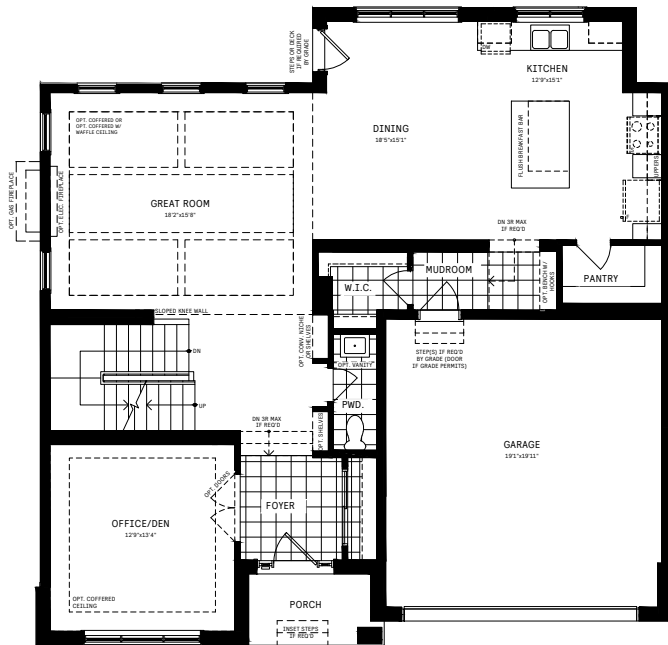 STEPS OR DECK
IF REQUIRED
BY GRADE
DW
KITCHEN
12'9"x15'1"
OPT. COFFERED OR
OPT. COFFERED W/
WAFFLE CEILING
DINING
18'5"x15'1"
FLUSH BREAKFAST BAR
UPPERS
OPT. GAS FIREPLACE
OPT. ELEC. FIREPLACE
GREAT ROOM
18'2"x15'8"
DN 3R MAX
IF REQ'D
MUDROOM
W.I.C.
OPT. BENCH W/
HOOKS
PANTRY
SLOPED KNEE WALL
OPT. CONV. NICHE
OR SHELVES
DN
UP
OPT. VANITY
STEP(S) IF REQ'D
BY GRADE (DOOR
IF GRADE PERMITS)
PWD.
OPT. SHELVES
DN 3R MAX
IF REQ'D
GARAGE
19'1"x19'11"
OPT. DOORS
FOYER
OFFICE/DEN
12'9"x13'4"
OPT. COFFERED
CEILING
PORCH
INSET STEPS
IF REQ'D